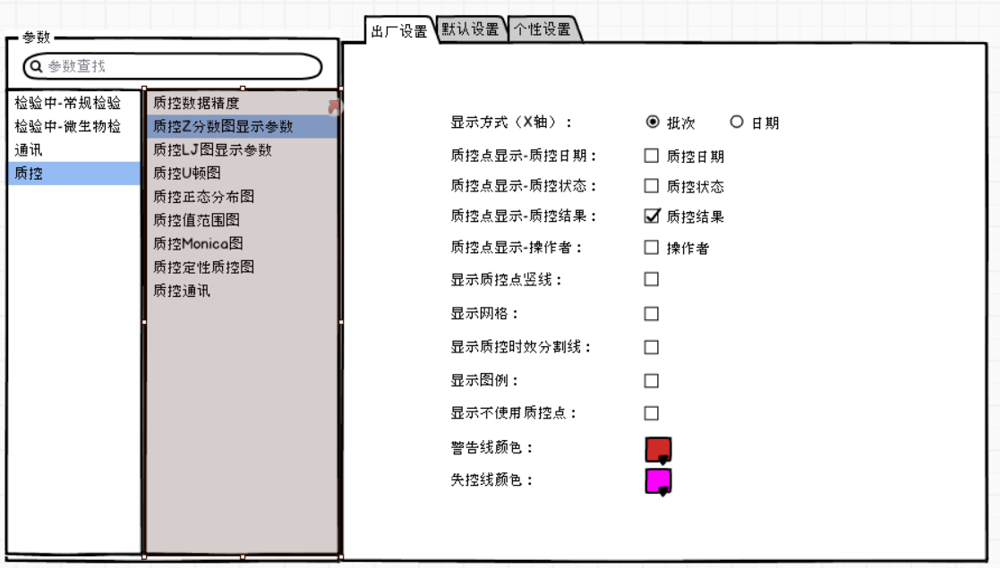 参数
参数查找
检验中-常规检验
检验中-微生物检
通讯
质控
质控数据精度
质控Z分数图显示参数
质控LJ图显示参数
质控U顿图
质控正态分布图
质控值范围图
质控Monica图
质控定性质控图
质控通讯
出厂设置 默认设置 个性设置
显示方式（X轴）： 批次 日期
质控点显示-质控日期： 质控日期
质控点显示-质控状态： 质控状态
质控点显示-质控结果： 质控结果
质控点显示-操作者： 操作者
显示质控点竖线：
显示网格：
显示质控时效分割线：
显示图例：
显示不使用质控点：
警告线颜色：
失控线颜色：